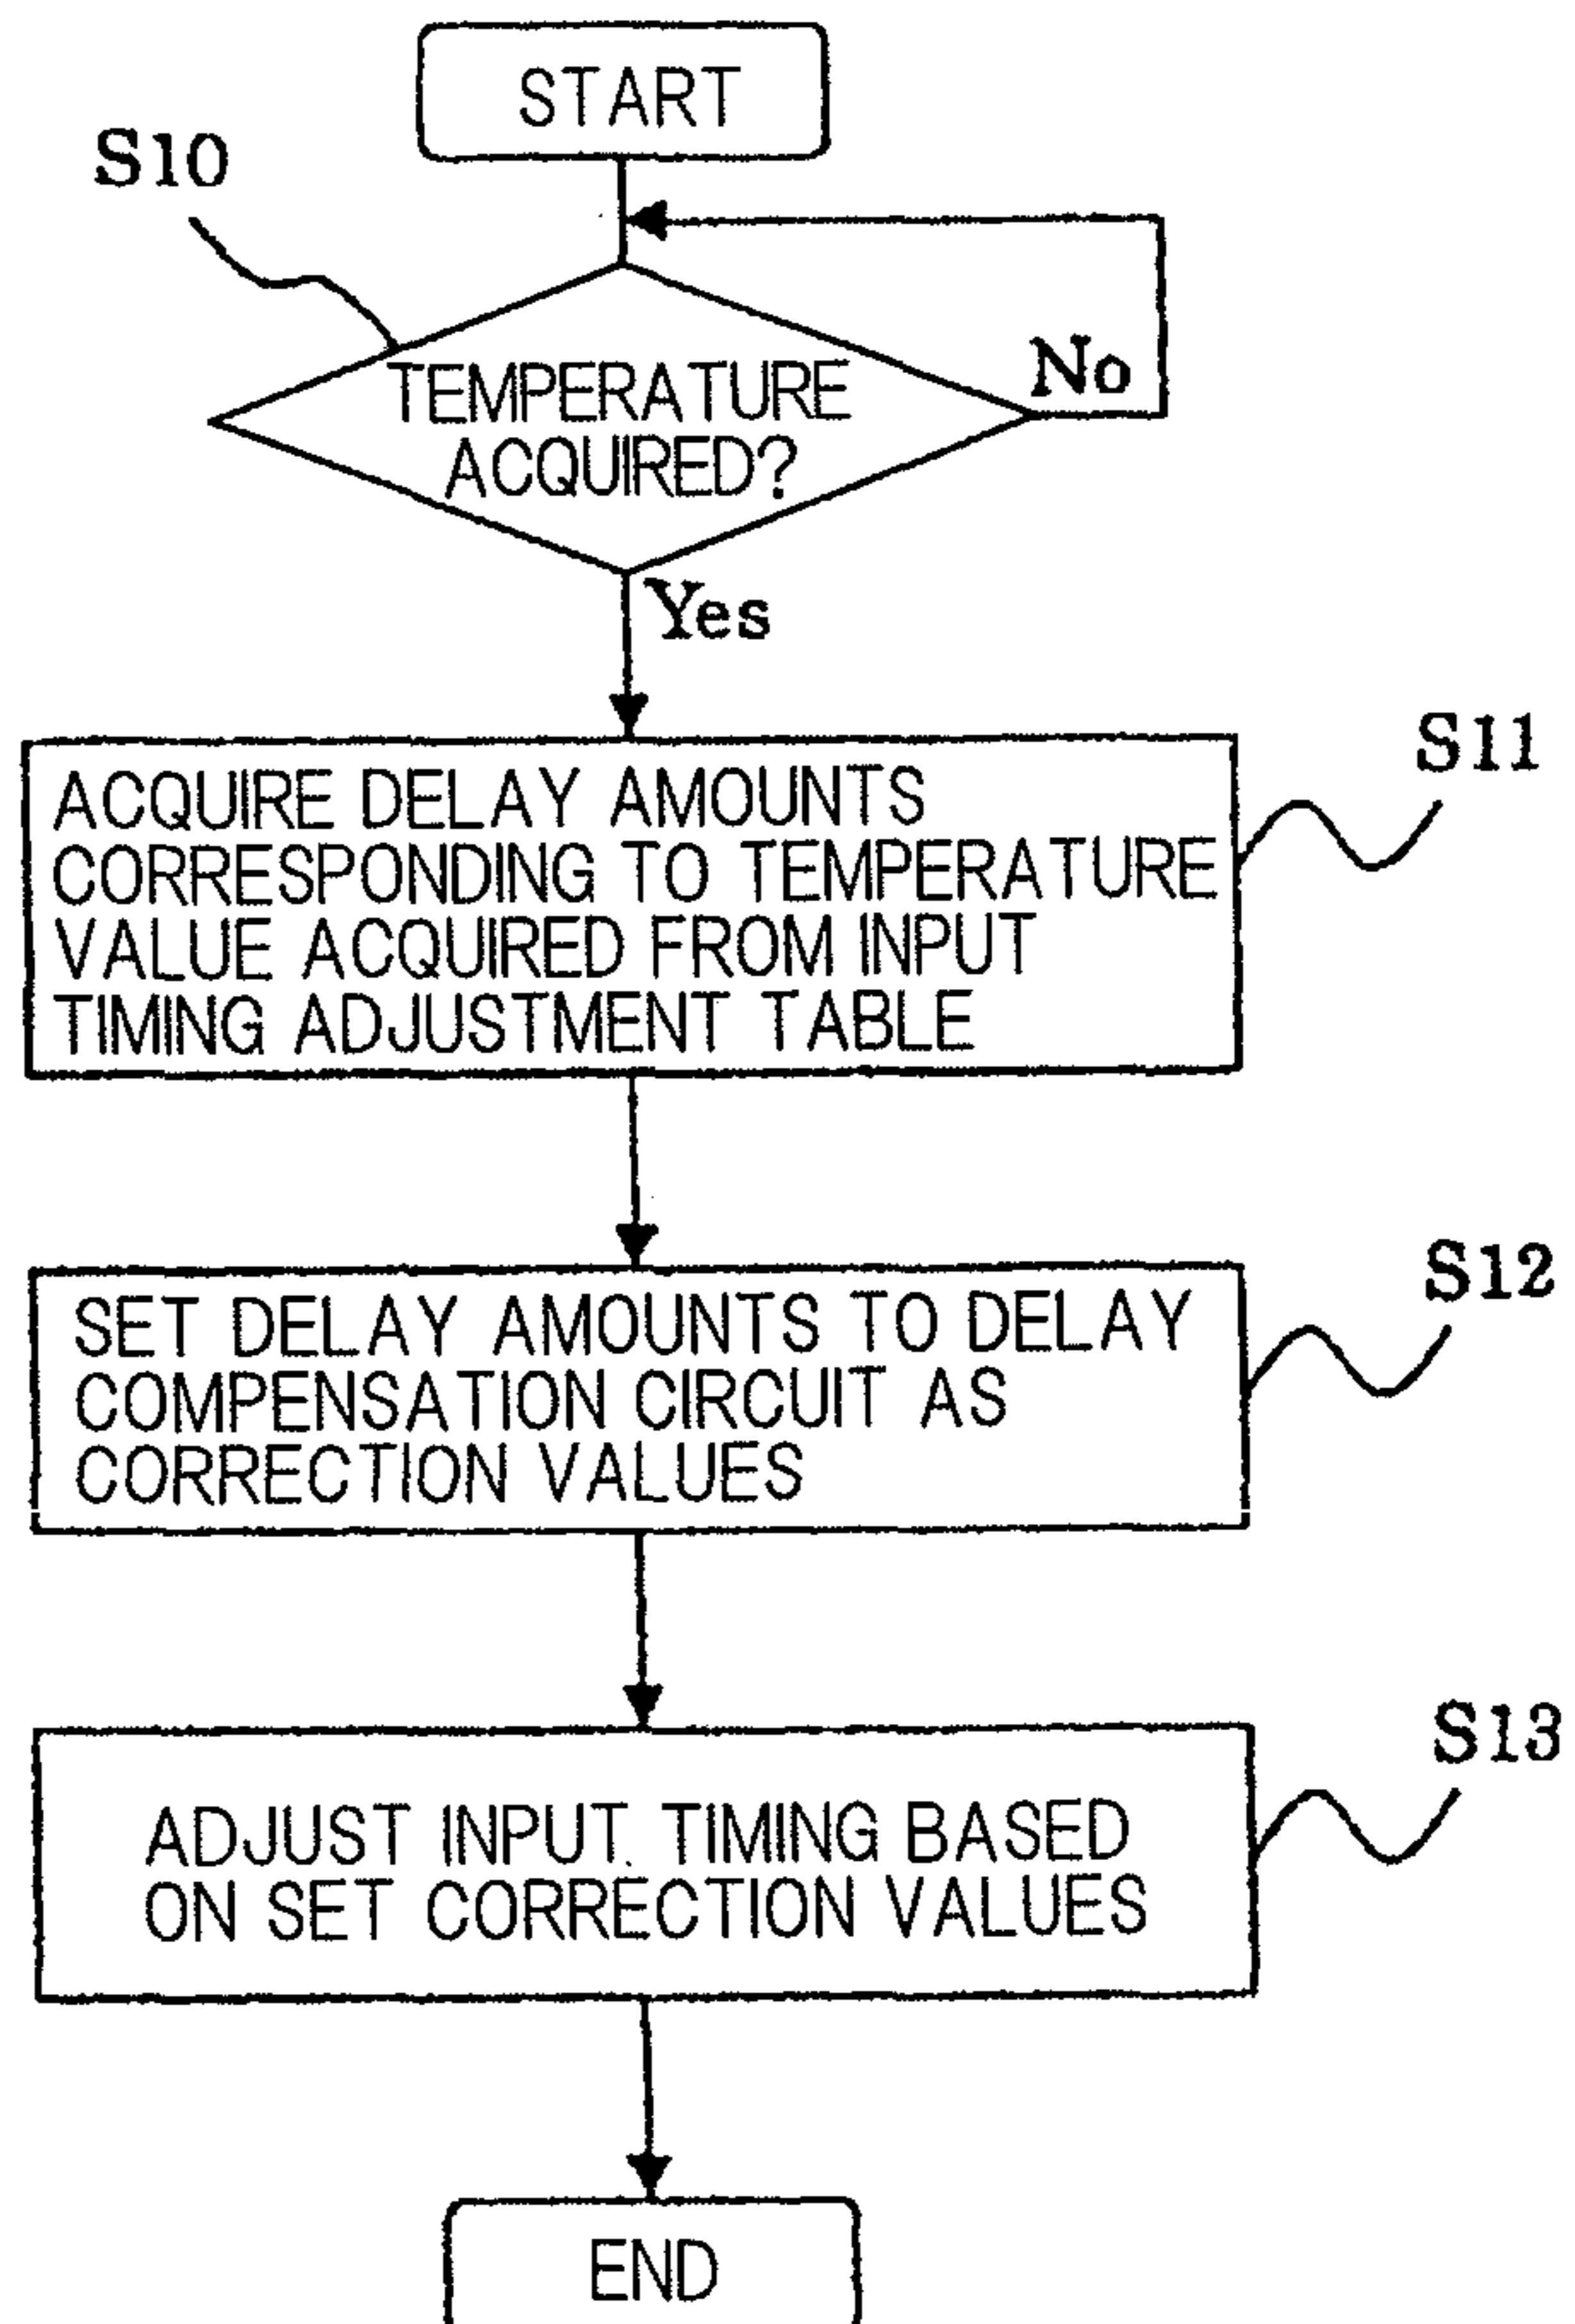 START
S10
TEMPERATURE
ACQUIRED?
No
Yes
S11
ACQUIRE DELAY AMOUNTS
CORRESPONDING TO TEMPERATURE
VALUE ACQUIRED FROM INPUT
TIMING ADJUSTMENT TABLE
S12
SET DELAY AMOUNTS TO DELAY
COMPENSATION CIRCUIT AS
CORRECTION VALUES
S13
ADJUST INPUT TIMING BASED
ON SET CORRECTION VALUES
END